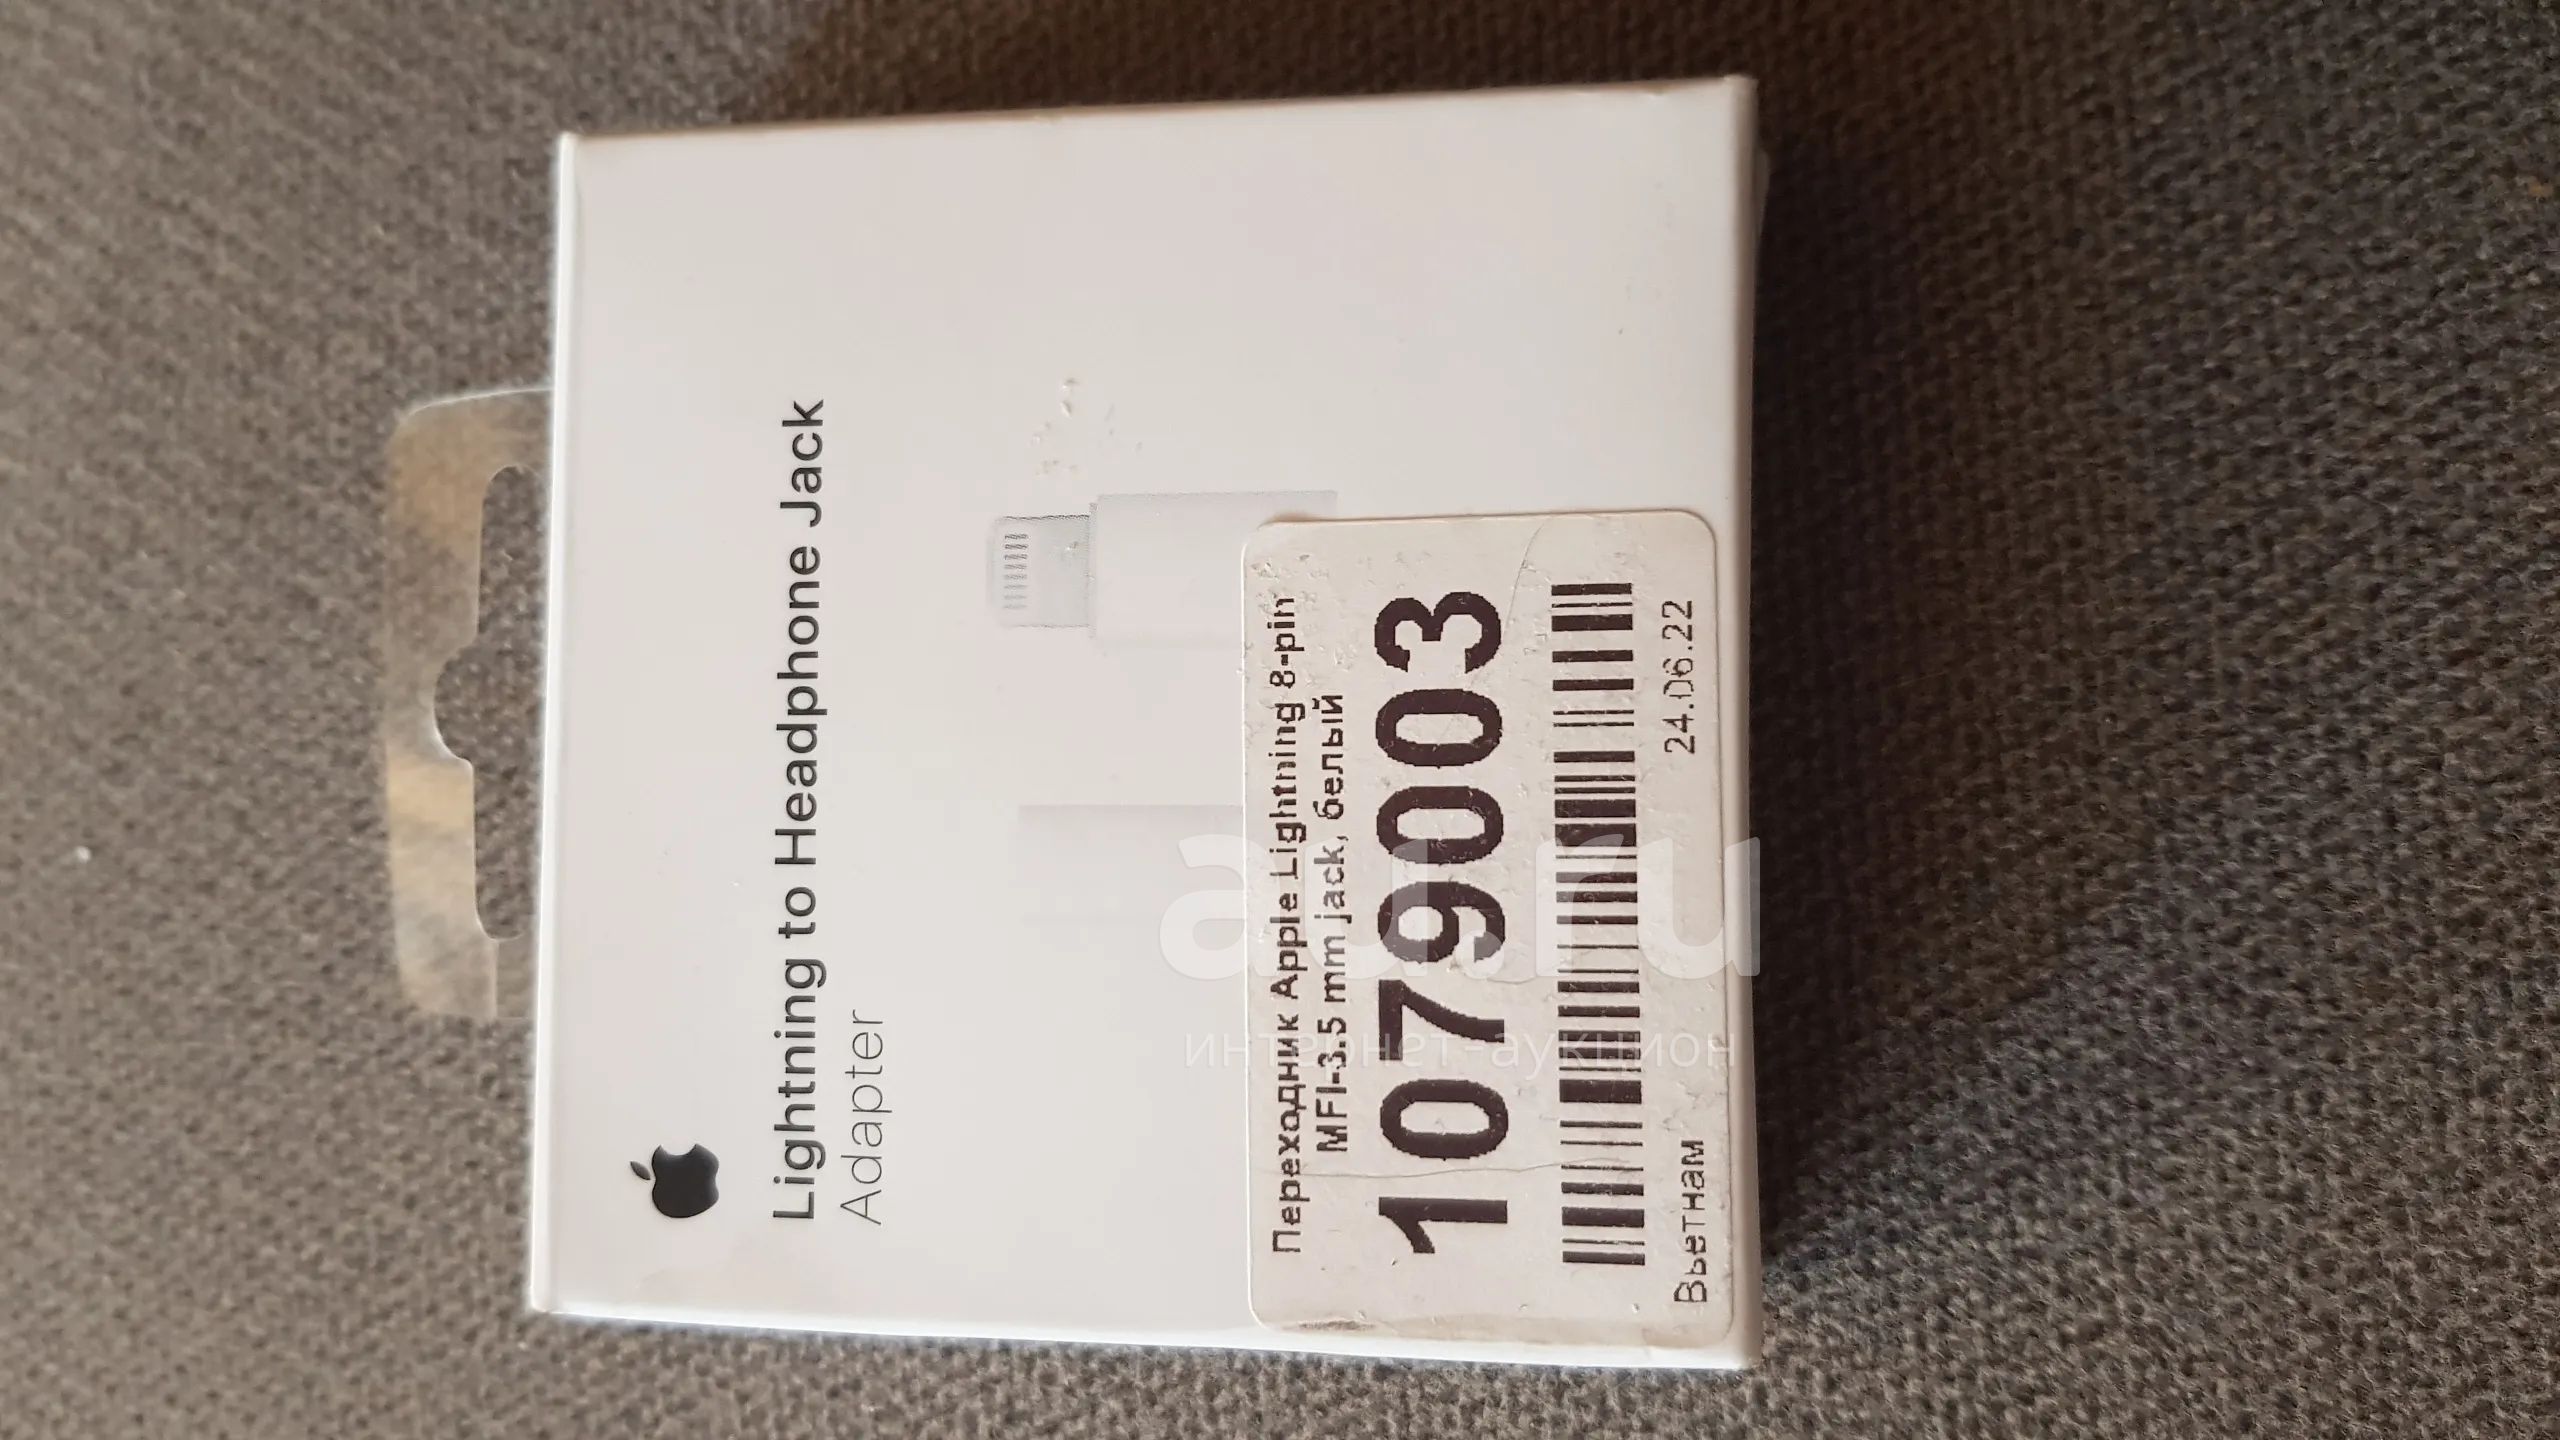 Lightning to Headphone Jack
Adapter
Переходник Apple Lightning 8-pin
MFI-3.5 mm jack, белый
1079003
Вьетнам 24.06.22
au.ru
интернет-аукцион